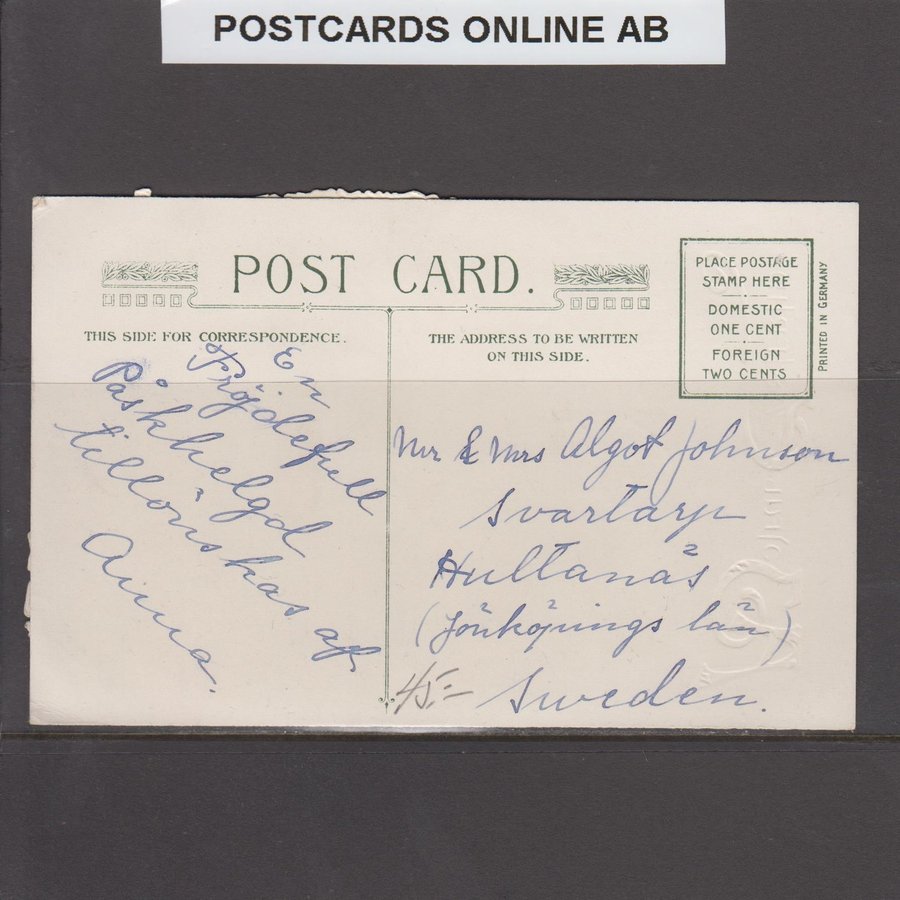 POSTCARDS ONLINE AB
POST CARD.
THIS SIDE FOR CORRESPONDENCE.
THE ADDRESS TO BE WRITTEN
ON THIS SIDE.
PLACE POSTAGE
STAMP HERE
DOMESTIC
ONE CENT
FOREIGN
TWO CENTS
PRINTED IN GERMANY
En
Fröjdefull
Påskhelgd
tillönskas af
Anna.
Mr & Mrs Algot Johnson
Svartarp
Hultanäs
(Jönköpings län)
Sweden.
45:-